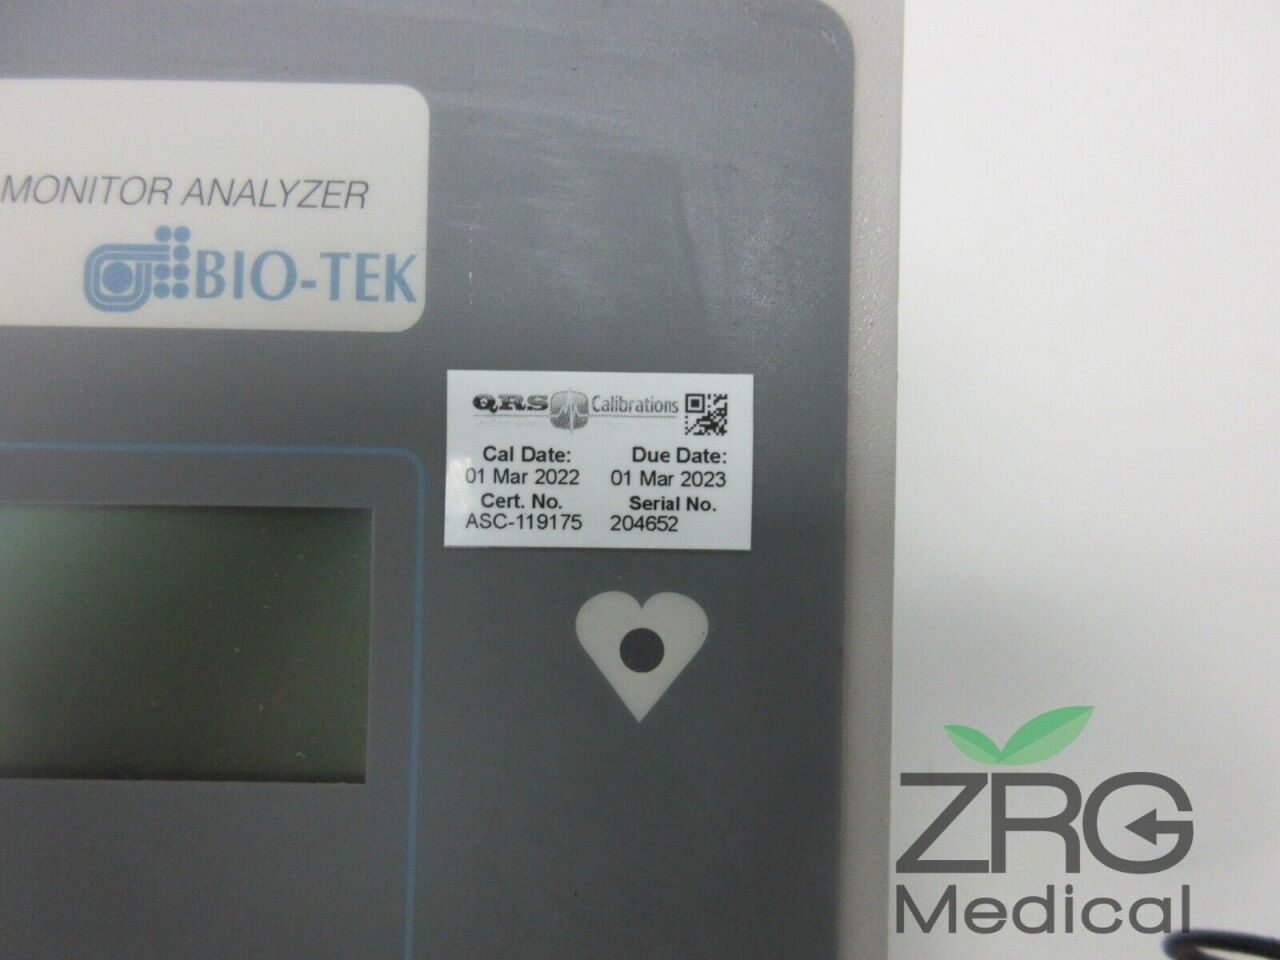 MONITOR ANALYZER
BIO-TEK
QRS Calibrations
Cal Date: Due Date:
01 Mar 2022 01 Mar 2023
Cert. No. Serial No.
ASC-119175 204652
ZRG
Medical